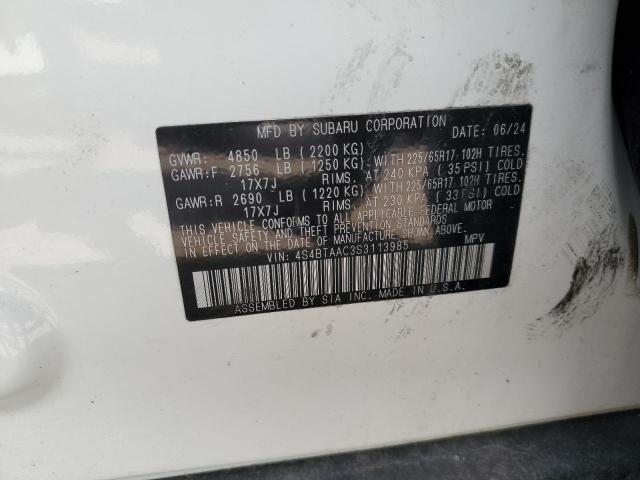 MFD BY SUBARU CORPORATION DATE: 06/24
GVWR: 4850 LB (2200 KG)
GAWR:F 2756 LB (1250 KG) WITH 225/65R17 102H TIRES.
17X7J RIMS. AT 240 KPA (35 PSI) COLD
GAWR:R 2690 LB (1220 KG) WITH 225/65R17 102H TIRES.
17X7J RIMS. AT 230 KPA (33 PSI) COLD
THIS VEHICLE CONFORMS TO ALL APPLICABLE FEDERAL MOTOR
VEHICLE SAFETY, BUMPER, AND THEFT PREVENTION STANDARDS
IN EFFECT ON THE DATE OF MANUFACTURE SHOWN ABOVE.
VIN: 4S4BTAAC3S3113985 MPV
ASSEMBLED BY SIA INC. MADE IN U.S.A.